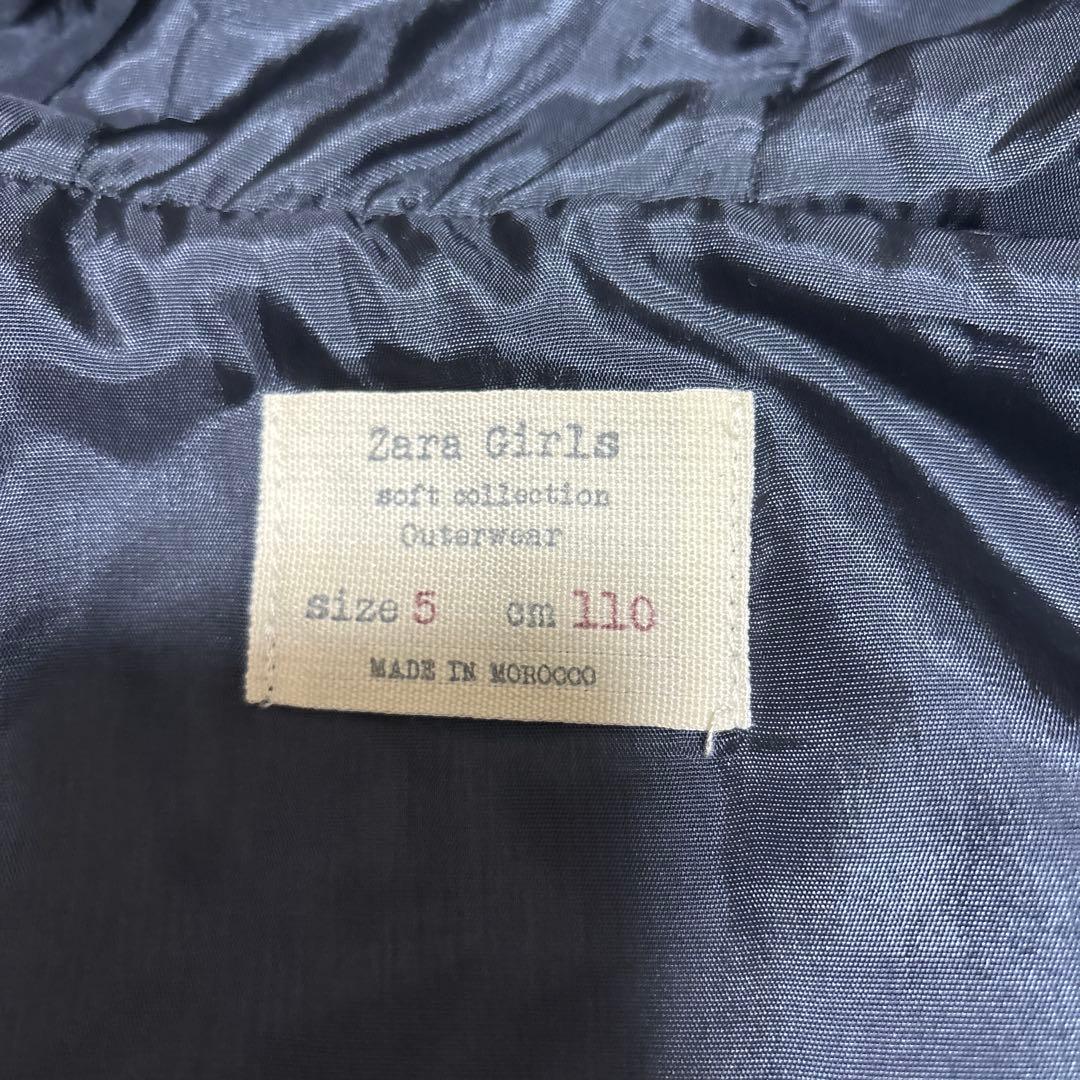 Zara Girls
soft collection
Outerwear
size 5 cm 110
MADE IN MOROCCO